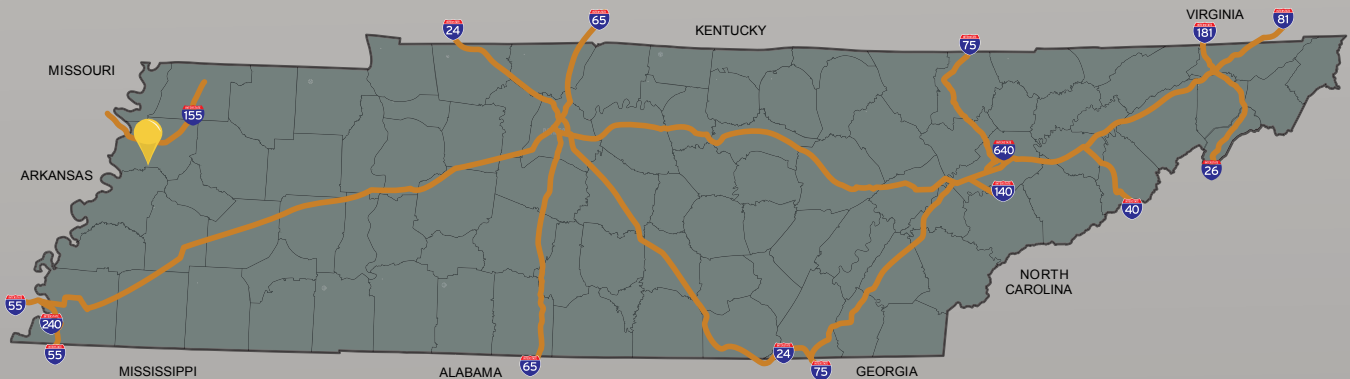 VIRGINIA
81
65
24
KENTUCKY
181
75
MISSOURI
155
640
ARKANSAS
26
140
40
NORTH
CAROLINA
55
240
55
24
65
75
MISSISSIPPI
ALABAMA
GEORGIA